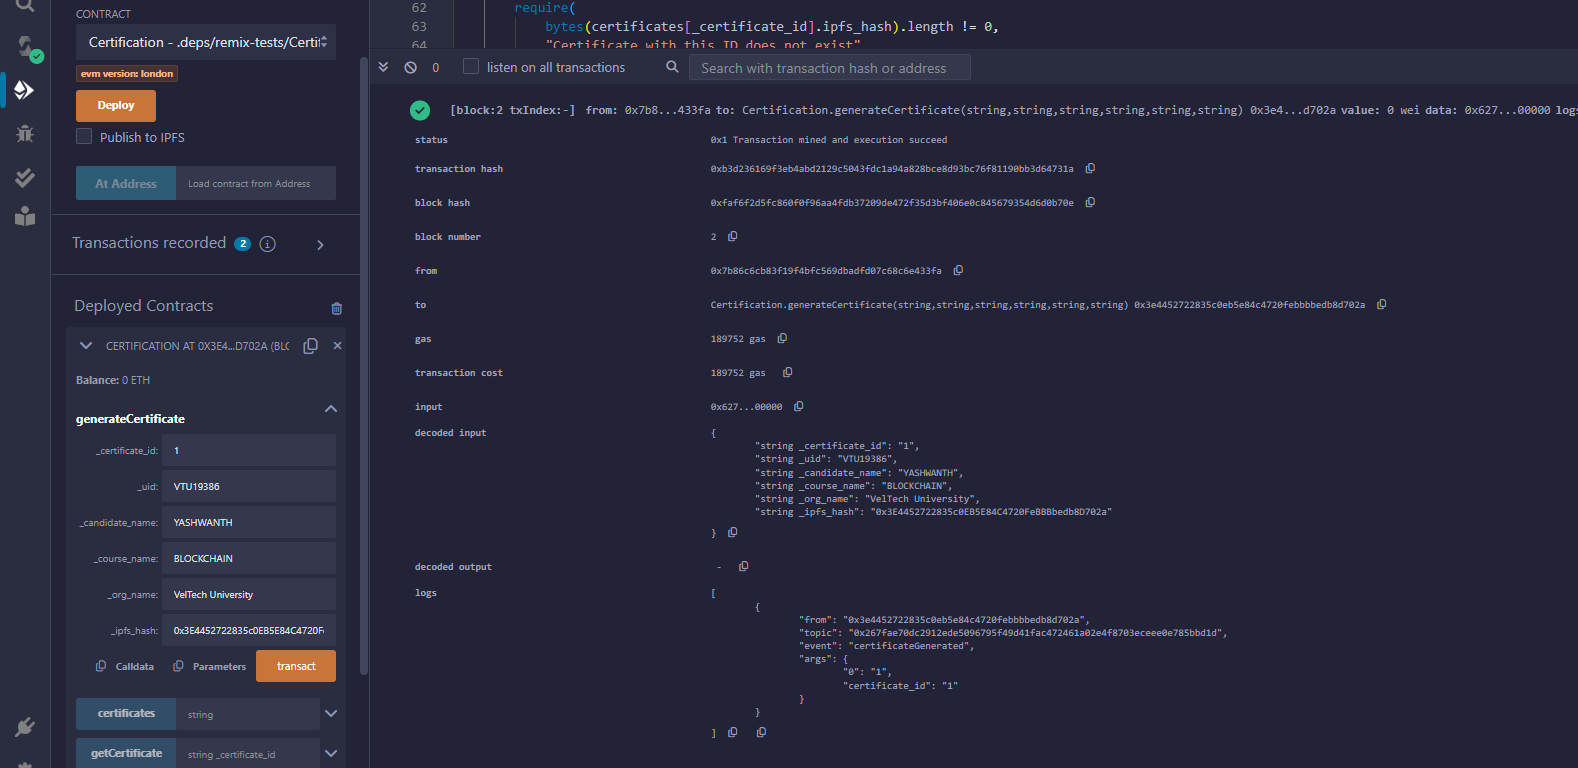 CONTRACT
Certification - .deps/remix-tests/Certif
evm version: london
Deploy
Publish to IPFS
At Address Load contract from Address
Transactions recorded 2 i
Deployed Contracts
CERTIFICATION AT 0X3E4...D702A (BLO
Balance: 0 ETH
generateCertificate
_certificate_id: 1
_uid: VTU19386
_candidate_name: YASHWANTH
_course_name: BLOCKCHAIN
_org_name: VelTech University
_ipfs_hash: 0x3E4452722835c0EB5E84C4720Fe
Calldata Parameters transact
certificates string
getCertificate string _certificate_id
62 require(
63 bytes(certificates[_certificate_id].ipfs_hash).length != 0,
64 "Certificate with this ID does not exist"
0 listen on all transactions Search with transaction hash or address
[block:2 txIndex:-] from: 0x7b8...433fa to: Certification.generateCertificate(string,string,string,string,string,string) 0x3e4...d702a value: 0 wei data: 0x627...00000 logs
status 0x1 Transaction mined and execution succeed
transaction hash 0xb3d236169f3eb4abd2129c5043fdc1a94a828bce8d93bc76f81190bb3d64731a
block hash 0xfaf6f2d5fc860f0f96aa4fdb37209de472f35d3bf406e0c845679354d6d0b70e
block number 2
from 0x7b86c6cb83f19f4bfc569dbadfd07c68c6e433fa
to Certification.generateCertificate(string,string,string,string,string,string) 0x3e4452722835c0eb5e84c4720febbbbedb8d702a
gas 189752 gas
transaction cost 189752 gas
input 0x627...00000
decoded input {
"string _certificate_id": "1",
"string _uid": "VTU19386",
"string _candidate_name": "YASHWANTH",
"string _course_name": "BLOCKCHAIN",
"string _org_name": "VelTech University",
"string _ipfs_hash": "0x3E4452722835c0EB5E84C4720FeBBBbedb8D702a"
}
decoded output -
logs [
{
"from": "0x3e4452722835c0eb5e84c4720febbbbedb8d702a",
"topic": "0x267fae70dc2912ede5096795f49d41fac472461a02e4f8703eceee0e785bbd1d",
"event": "certificateGenerated",
"args": {
"0": "1",
"certificate_id": "1"
}
}
]